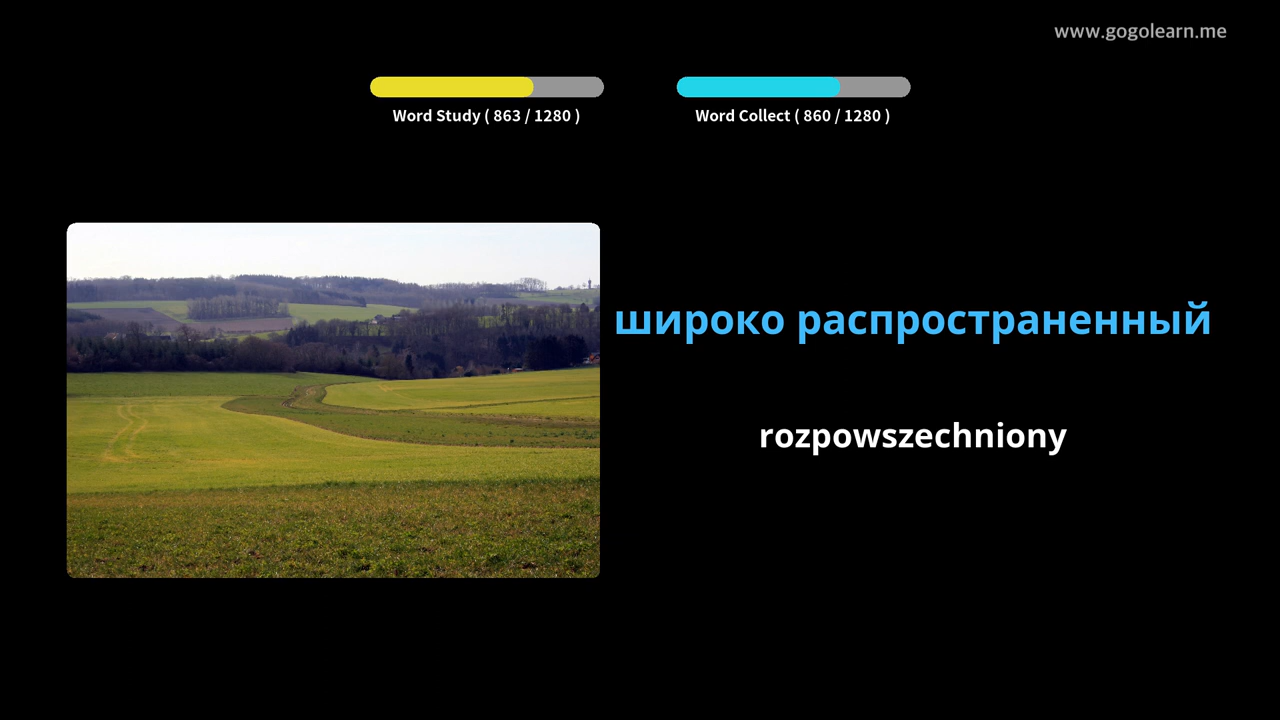 www.gogolearn.me
Word Study ( 863 / 1280 )
Word Collect ( 860 / 1280 )
широко распространенный
rozpowszechniony